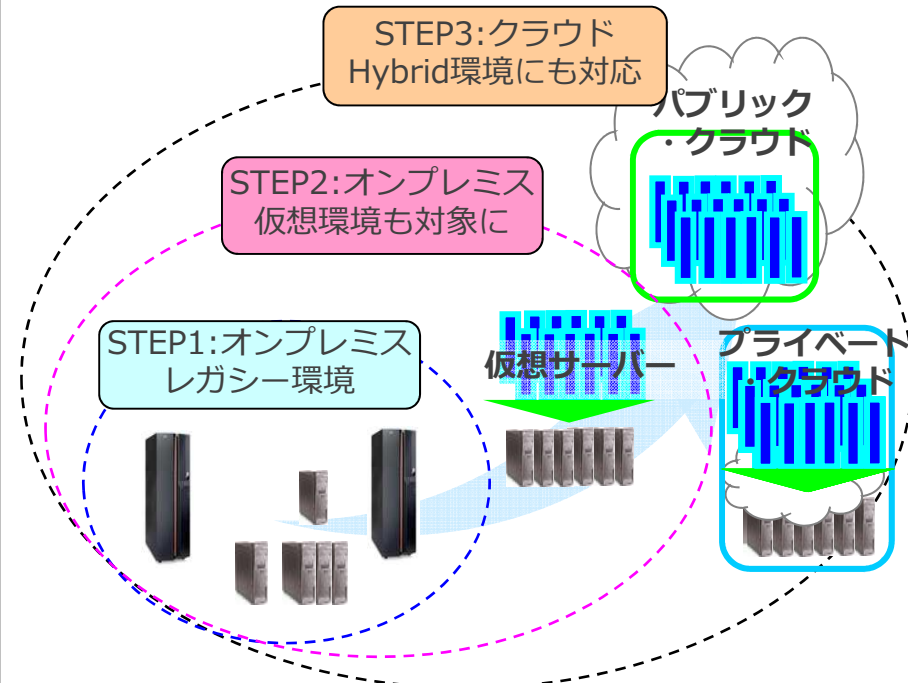 STEP3:クラウド
Hybrid環境にも対応
パブリック
・クラウド
STEP2:オンプレミス
仮想環境も対象に
STEP1:オンプレミス
レガシー環境
仮想サーバー
プライベート
・クラウド